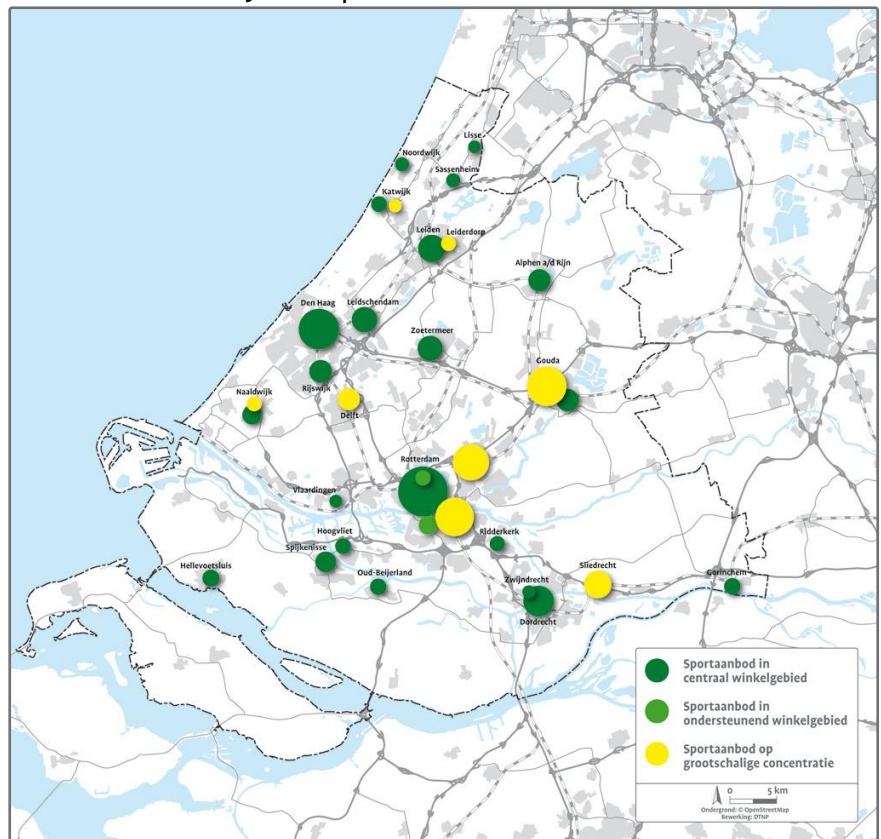 Lisse
Noordwijk
Sassenheim
Katwijk
Leiden
Leiderdorp
Alphen a/d Rijn
Den Haag
Leidschendam
Zoetermeer
Gouda
Rijswijk
Naaldwijk
Delft
Rotterdam
Vlaardingen
Hoogvliet
Ridderkerk
Spijkenisse
Hellevoetsluis
Oud-Beijerland
Zwijndrecht
Sliedrecht
Gorinchem
Dordrecht
Sportaanbod in
centraal winkelgebied
Sportaanbod in
ondersteunend winkelgebied
Sportaanbod op
grootschalige concentratie
0 5 km
Ondergrond: © OpenStreetMap
Bewerking: DTNP